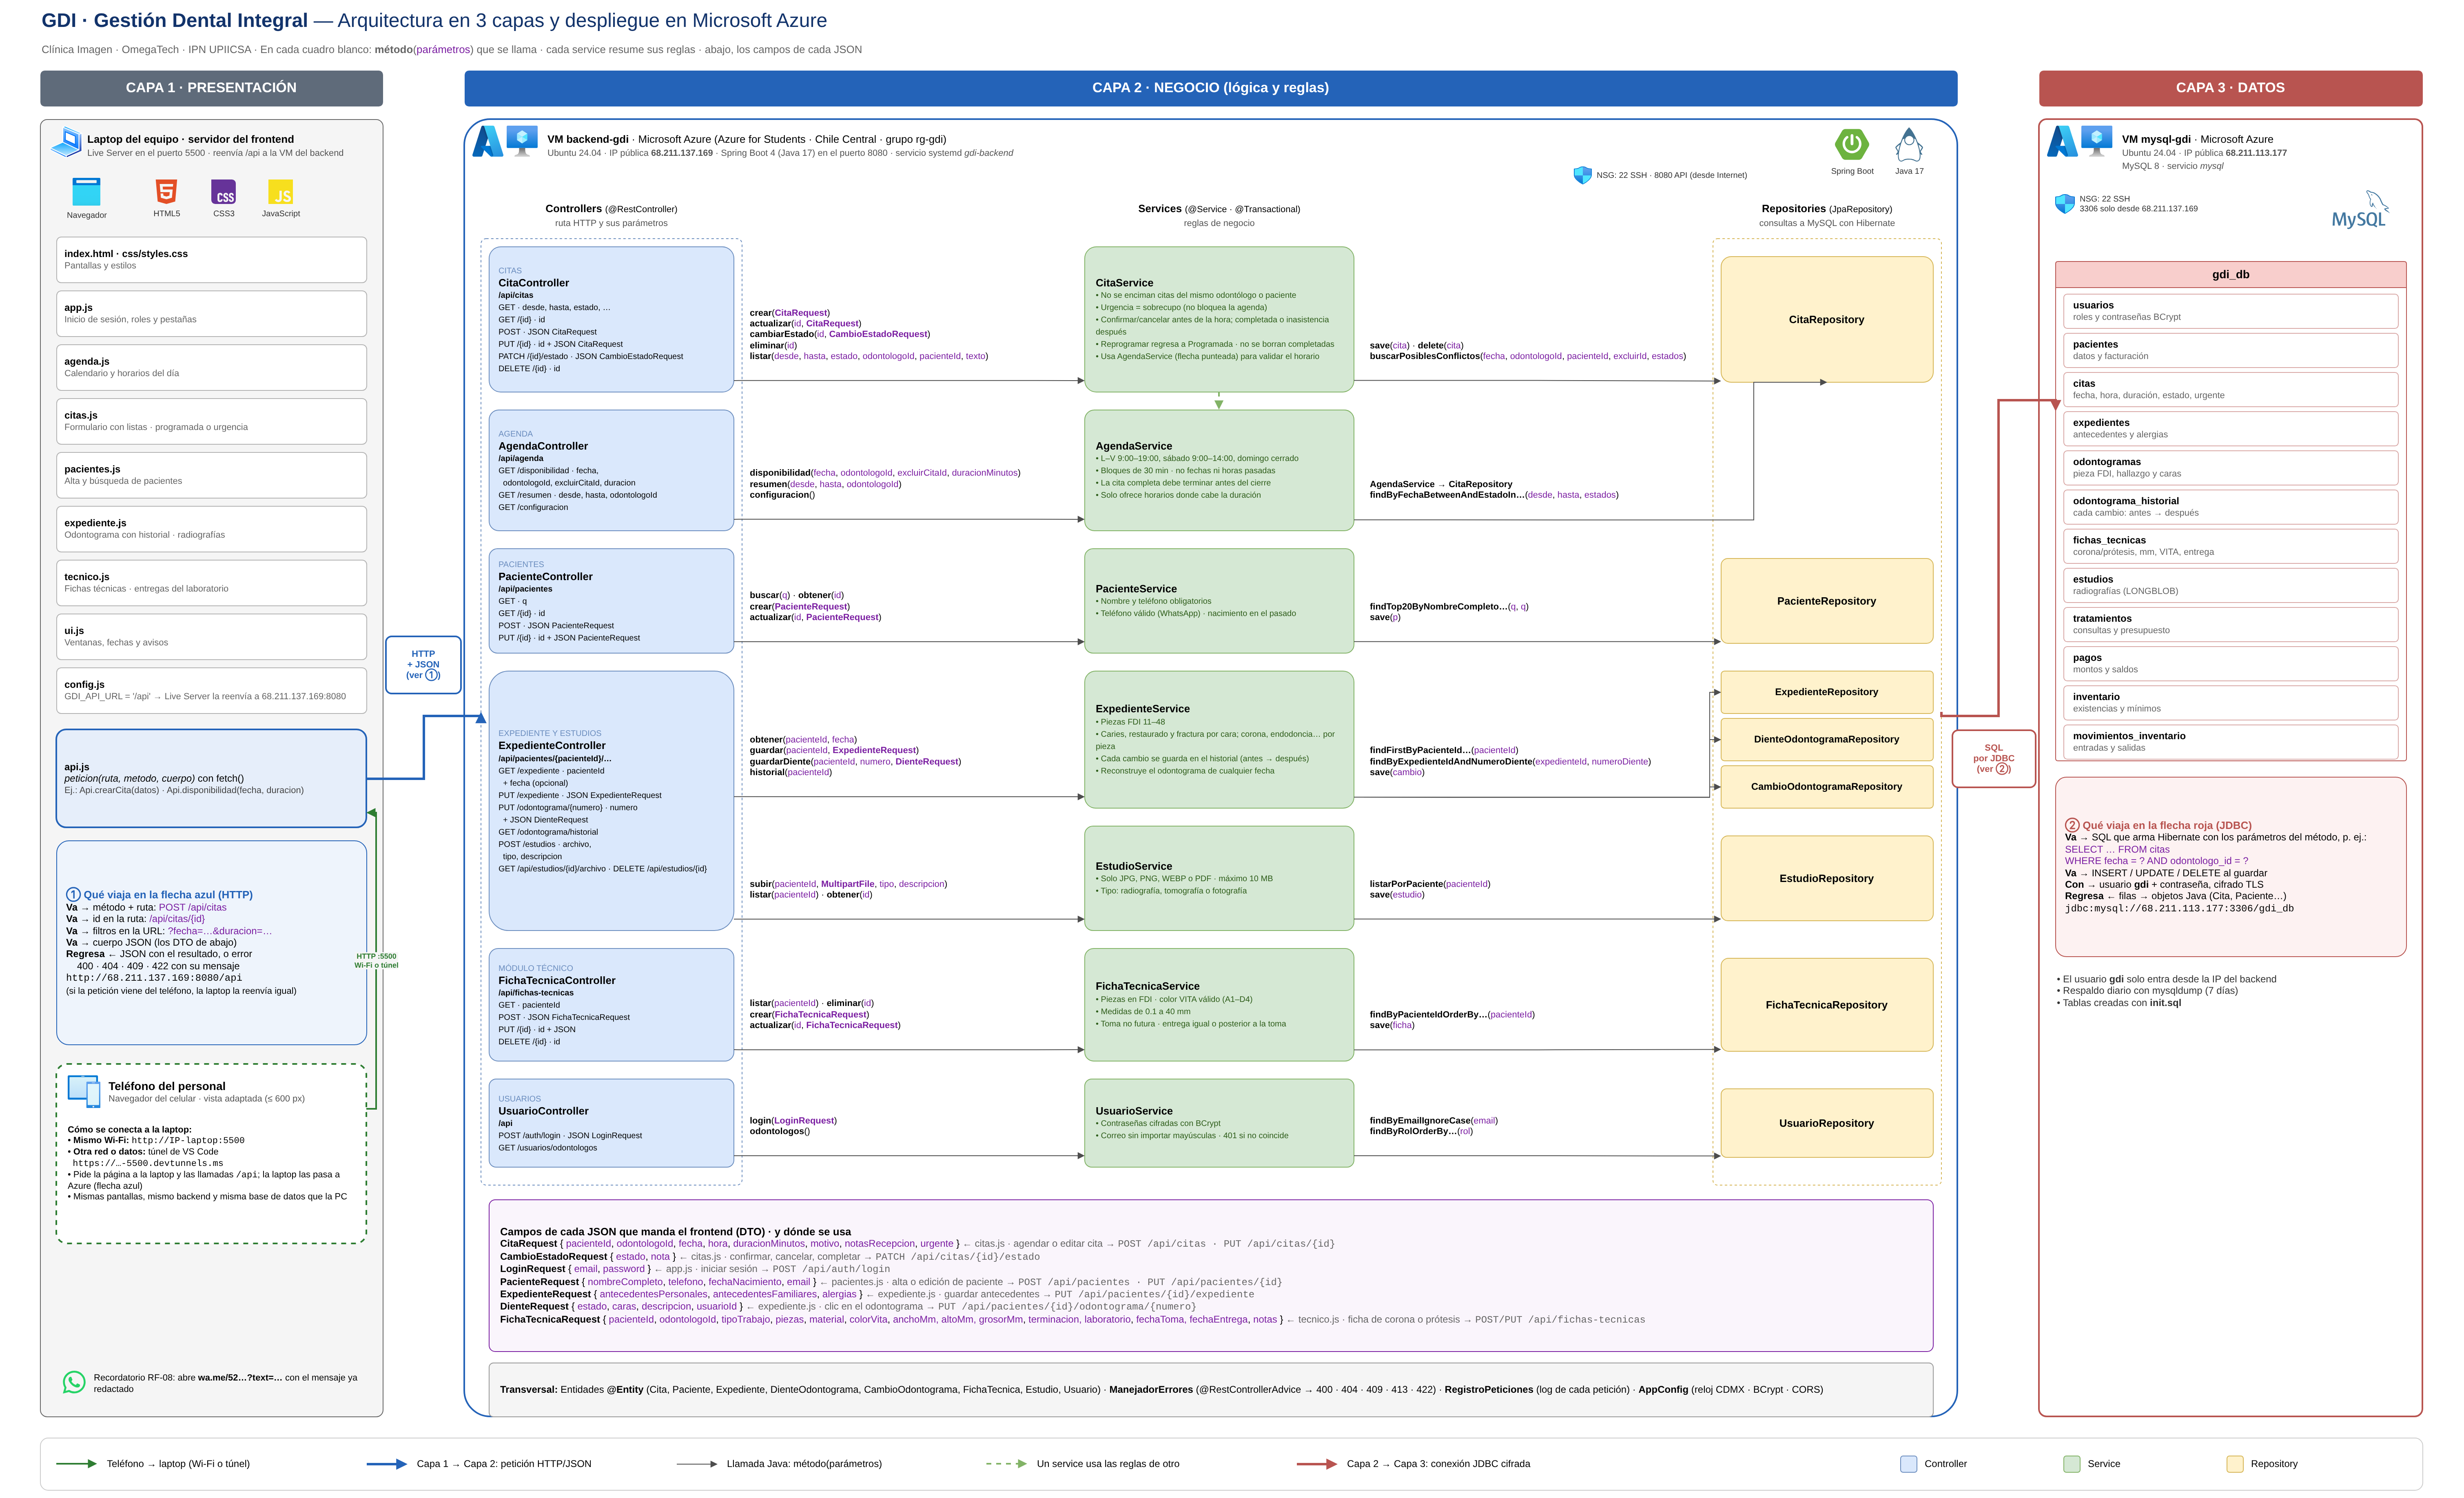 GDI · Gestión Dental Integral — Arquitectura en 3 capas y despliegue en Microsoft Azure
Clínica Imagen · OmegaTech · IPN UPIICSA · En cada cuadro blanco: método(parámetros) que se llama · cada service resume sus reglas · abajo, los campos de cada JSON
CAPA 1 · PRESENTACIÓN
Laptop del equipo · servidor del frontend
Live Server en el puerto 5500 · reenvía /api a la VM del backend
Navegador
HTML5
CSS3
JavaScript
index.html · css/styles.css
Pantallas y estilos
app.js
Inicio de sesión, roles y pestañas
agenda.js
Calendario y horarios del día
citas.js
Formulario con listas · programada o urgencia
pacientes.js
Alta y búsqueda de pacientes
expediente.js
Odontograma con historial · radiografías
tecnico.js
Fichas técnicas · entregas del laboratorio
ui.js
Ventanas, fechas y avisos
config.js
GDI_API_URL = '/api' → Live Server la reenvía a 68.211.137.169:8080
api.js
peticion(ruta, metodo, cuerpo) con fetch()
Ej.: Api.crearCita(datos) · Api.disponibilidad(fecha, duracion)
① Qué viaja en la flecha azul (HTTP)
Va → método + ruta: POST /api/citas
Va → id en la ruta: /api/citas/{id}
Va → filtros en la URL: ?fecha=…&duracion=…
Va → cuerpo JSON (los DTO de abajo)
Regresa ← JSON con el resultado, o error
400 · 404 · 409 · 422 con su mensaje
http://68.211.137.169:8080/api
(si la petición viene del teléfono, la laptop la reenvía igual)
HTTP :5500
Wi-Fi o túnel
Teléfono del personal
Navegador del celular · vista adaptada (≤ 600 px)
Cómo se conecta a la laptop:
• Mismo Wi-Fi: http://IP-laptop:5500
• Otra red o datos: túnel de VS Code
https://…-5500.devtunnels.ms
• Pide la página a la laptop y las llamadas /api; la laptop las pasa a
Azure (flecha azul)
• Mismas pantallas, mismo backend y misma base de datos que la PC
Recordatorio RF-08: abre wa.me/52…?text=… con el mensaje ya
redactado
HTTP
+ JSON
(ver ①)
CAPA 2 · NEGOCIO (lógica y reglas)
VM backend-gdi · Microsoft Azure (Azure for Students · Chile Central · grupo rg-gdi)
Ubuntu 24.04 · IP pública 68.211.137.169 · Spring Boot 4 (Java 17) en el puerto 8080 · servicio systemd gdi-backend
NSG: 22 SSH · 8080 API (desde Internet)
Spring Boot
Java 17
Controllers (@RestController)
ruta HTTP y sus parámetros
Services (@Service · @Transactional)
reglas de negocio
Repositories (JpaRepository)
consultas a MySQL con Hibernate
CITAS
CitaController
/api/citas
GET · desde, hasta, estado, …
GET /{id} · id
POST · JSON CitaRequest
PUT /{id} · id + JSON CitaRequest
PATCH /{id}/estado · JSON CambioEstadoRequest
DELETE /{id} · id
crear(CitaRequest)
actualizar(id, CitaRequest)
cambiarEstado(id, CambioEstadoRequest)
eliminar(id)
listar(desde, hasta, estado, odontologoId, pacienteId, texto)
CitaService
• No se enciman citas del mismo odontólogo o paciente
• Urgencia = sobrecupo (no bloquea la agenda)
• Confirmar/cancelar antes de la hora; completada o inasistencia
después
• Reprogramar regresa a Programada · no se borran completadas
• Usa AgendaService (flecha punteada) para validar el horario
save(cita) · delete(cita)
buscarPosiblesConflictos(fecha, odontologoId, pacienteId, excluirId, estados)
CitaRepository
AGENDA
AgendaController
/api/agenda
GET /disponibilidad · fecha,
odontologoId, excluirCitaId, duracion
GET /resumen · desde, hasta, odontologoId
GET /configuracion
disponibilidad(fecha, odontologoId, excluirCitaId, duracionMinutos)
resumen(desde, hasta, odontologoId)
configuracion()
AgendaService
• L–V 9:00–19:00, sábado 9:00–14:00, domingo cerrado
• Bloques de 30 min · no fechas ni horas pasadas
• La cita completa debe terminar antes del cierre
• Solo ofrece horarios donde cabe la duración
AgendaService → CitaRepository
findByFechaBetweenAndEstadoIn…(desde, hasta, estados)
PACIENTES
PacienteController
/api/pacientes
GET · q
GET /{id} · id
POST · JSON PacienteRequest
PUT /{id} · id + JSON PacienteRequest
buscar(q) · obtener(id)
crear(PacienteRequest)
actualizar(id, PacienteRequest)
PacienteService
• Nombre y teléfono obligatorios
• Teléfono válido (WhatsApp) · nacimiento en el pasado
findTop20ByNombreCompleto…(q, q)
save(p)
PacienteRepository
EXPEDIENTE Y ESTUDIOS
ExpedienteController
/api/pacientes/{pacienteId}/…
GET /expediente · pacienteId
+ fecha (opcional)
PUT /expediente · JSON ExpedienteRequest
PUT /odontograma/{numero} · numero
+ JSON DienteRequest
GET /odontograma/historial
POST /estudios · archivo,
tipo, descripcion
GET /api/estudios/{id}/archivo · DELETE /api/estudios/{id}
obtener(pacienteId, fecha)
guardar(pacienteId, ExpedienteRequest)
guardarDiente(pacienteId, numero, DienteRequest)
historial(pacienteId)
ExpedienteService
• Piezas FDI 11–48
• Caries, restaurado y fractura por cara; corona, endodoncia… por
pieza
• Cada cambio se guarda en el historial (antes → después)
• Reconstruye el odontograma de cualquier fecha
findFirstByPacienteId…(pacienteId)
findByExpedienteIdAndNumeroDiente(expedienteId, numeroDiente)
save(cambio)
ExpedienteRepository
DienteOdontogramaRepository
CambioOdontogramaRepository
subir(pacienteId, MultipartFile, tipo, descripcion)
listar(pacienteId) · obtener(id)
EstudioService
• Solo JPG, PNG, WEBP o PDF · máximo 10 MB
• Tipo: radiografía, tomografía o fotografía
listarPorPaciente(pacienteId)
save(estudio)
EstudioRepository
MÓDULO TÉCNICO
FichaTecnicaController
/api/fichas-tecnicas
GET · pacienteId
POST · JSON FichaTecnicaRequest
PUT /{id} · id + JSON
DELETE /{id} · id
listar(pacienteId) · eliminar(id)
crear(FichaTecnicaRequest)
actualizar(id, FichaTecnicaRequest)
FichaTecnicaService
• Piezas en FDI · color VITA válido (A1–D4)
• Medidas de 0.1 a 40 mm
• Toma no futura · entrega igual o posterior a la toma
findByPacienteIdOrderBy…(pacienteId)
save(ficha)
FichaTecnicaRepository
USUARIOS
UsuarioController
/api
POST /auth/login · JSON LoginRequest
GET /usuarios/odontologos
login(LoginRequest)
odontologos()
UsuarioService
• Contraseñas cifradas con BCrypt
• Correo sin importar mayúsculas · 401 si no coincide
findByEmailIgnoreCase(email)
findByRolOrderBy…(rol)
UsuarioRepository
Campos de cada JSON que manda el frontend (DTO) · y dónde se usa
CitaRequest { pacienteId, odontologoId, fecha, hora, duracionMinutos, motivo, notasRecepcion, urgente } ← citas.js · agendar o editar cita → POST /api/citas · PUT /api/citas/{id}
CambioEstadoRequest { estado, nota } ← citas.js · confirmar, cancelar, completar → PATCH /api/citas/{id}/estado
LoginRequest { email, password } ← app.js · iniciar sesión → POST /api/auth/login
PacienteRequest { nombreCompleto, telefono, fechaNacimiento, email } ← pacientes.js · alta o edición de paciente → POST /api/pacientes · PUT /api/pacientes/{id}
ExpedienteRequest { antecedentesPersonales, antecedentesFamiliares, alergias } ← expediente.js · guardar antecedentes → PUT /api/pacientes/{id}/expediente
DienteRequest { estado, caras, descripcion, usuarioId } ← expediente.js · clic en el odontograma → PUT /api/pacientes/{id}/odontograma/{numero}
FichaTecnicaRequest { pacienteId, odontologoId, tipoTrabajo, piezas, material, colorVita, anchoMm, altoMm, grosorMm, terminacion, laboratorio, fechaToma, fechaEntrega, notas } ← tecnico.js · ficha de corona o prótesis → POST/PUT /api/fichas-tecnicas
Transversal: Entidades @Entity (Cita, Paciente, Expediente, DienteOdontograma, CambioOdontograma, FichaTecnica, Estudio, Usuario) · ManejadorErrores (@RestControllerAdvice → 400 · 404 · 409 · 413 · 422) · RegistroPeticiones (log de cada petición) · AppConfig (reloj CDMX · BCrypt · CORS)
SQL
por JDBC
(ver ②)
CAPA 3 · DATOS
VM mysql-gdi · Microsoft Azure
Ubuntu 24.04 · IP pública 68.211.113.177
MySQL 8 · servicio mysql
NSG: 22 SSH
3306 solo desde 68.211.137.169
MySQL
gdi_db
usuarios
roles y contraseñas BCrypt
pacientes
datos y facturación
citas
fecha, hora, duración, estado, urgente
expedientes
antecedentes y alergias
odontogramas
pieza FDI, hallazgo y caras
odontograma_historial
cada cambio: antes → después
fichas_tecnicas
corona/prótesis, mm, VITA, entrega
estudios
radiografías (LONGBLOB)
tratamientos
consultas y presupuesto
pagos
montos y saldos
inventario
existencias y mínimos
movimientos_inventario
entradas y salidas
② Qué viaja en la flecha roja (JDBC)
Va → SQL que arma Hibernate con los parámetros del método, p. ej.:
SELECT … FROM citas
WHERE fecha = ? AND odontologo_id = ?
Va → INSERT / UPDATE / DELETE al guardar
Con → usuario gdi + contraseña, cifrado TLS
Regresa ← filas → objetos Java (Cita, Paciente…)
jdbc:mysql://68.211.113.177:3306/gdi_db
• El usuario gdi solo entra desde la IP del backend
• Respaldo diario con mysqldump (7 días)
• Tablas creadas con init.sql
Teléfono → laptop (Wi-Fi o túnel)
Capa 1 → Capa 2: petición HTTP/JSON
Llamada Java: método(parámetros)
Un service usa las reglas de otro
Capa 2 → Capa 3: conexión JDBC cifrada
Controller
Service
Repository